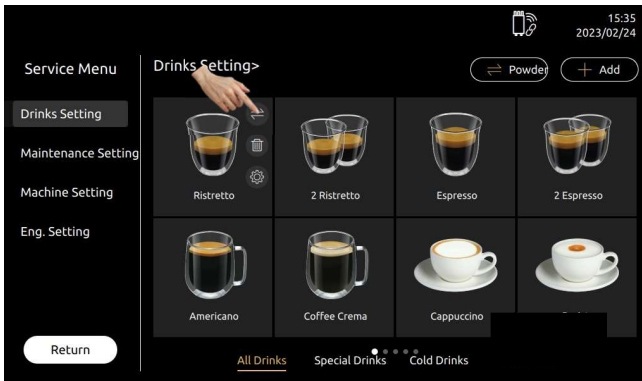 15:35
2023/02/24
Service Menu
Drinks Setting>
Powder
Add
Drinks Setting
Maintenance Setting
Machine Setting
Eng. Setting
Ristretto
2 Ristretto
Espresso
2 Espresso
Americano
Coffee Crema
Cappuccino
Return
All Drinks
Special Drinks
Cold Drinks